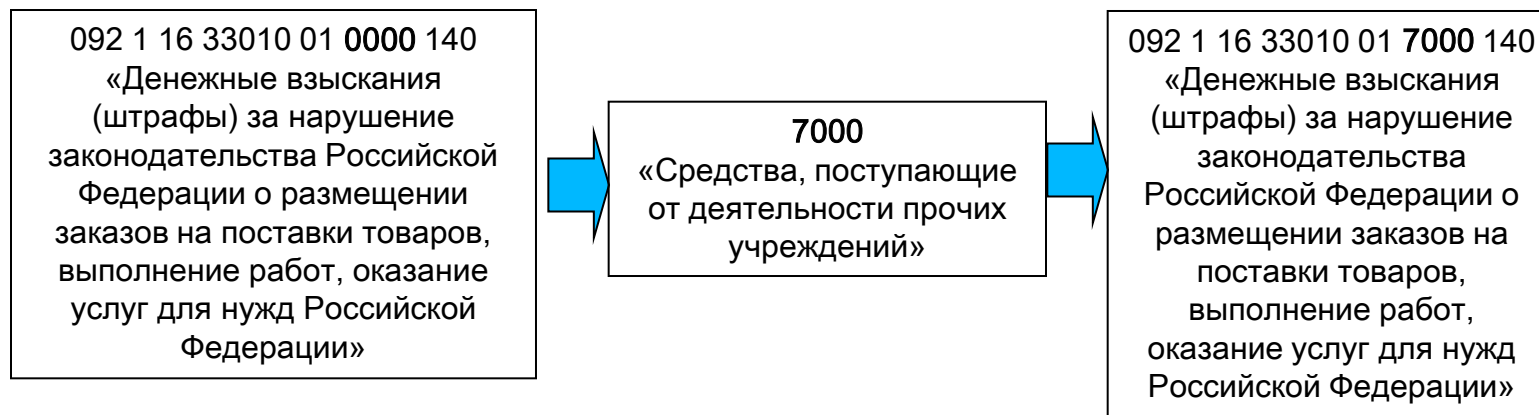 092 1 16 33010 01 0000 140
«Денежные взыскания
(штрафы) за нарушение
законодательства Российской
Федерации о размещении
заказов на поставки товаров,
выполнение работ, оказание
услуг для нужд Российской
Федерации»
7000
«Средства, поступающие
от деятельности прочих
учреждений»
092 1 16 33010 01 7000 140
«Денежные взыскания
(штрафы) за нарушение
законодательства
Российской Федерации о
размещении заказов на
поставки товаров,
выполнение работ,
оказание услуг для нужд
Российской Федерации»